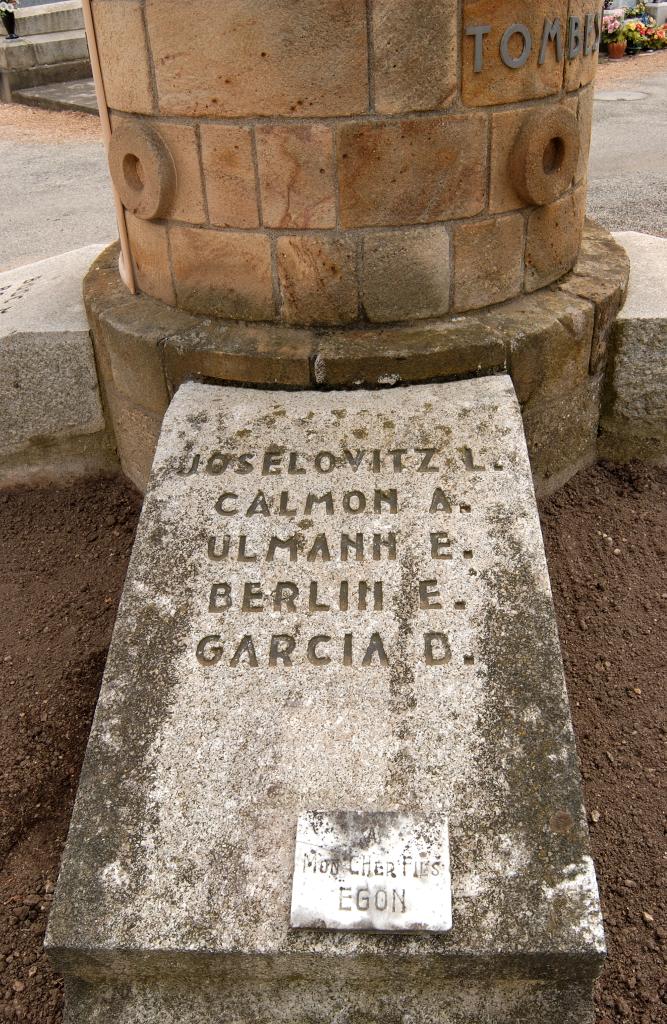 TOMBES
JOSELOVITZ L.
CALMON A.
ULMANN E.
BERLIN E.
GARCIA D.
A
MON CHER FILS
EGON